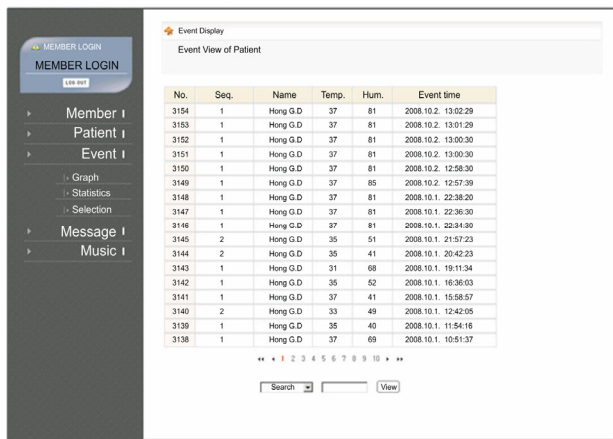 MEMBER LOGIN
MEMBER LOGIN
LOG OUT
Member
Patient
Event
Graph
Statistics
Selection
Message
Music
Event Display
Event View of Patient
No. Seq. Name Temp. Hum. Event time
3154 1 Hong G.D 37 81 2008.10.2. 13:02:29
3153 1 Hong G.D 37 81 2008.10.2. 13:01:29
3152 1 Hong G.D 37 81 2008.10.2. 13:00:30
3151 1 Hong G.D 37 81 2008.10.2. 13:00:30
3150 1 Hong G.D 37 81 2008.10.2. 12:58:30
3149 1 Hong G.D 37 85 2008.10.2. 12:57:39
3148 1 Hong G.D 37 81 2008.10.1. 22:38:20
3147 1 Hong G.D 37 81 2008.10.1. 22:36:30
3146 1 Hong G.D 37 81 2008.10.1. 22:34:30
3145 2 Hong G.D 35 51 2008.10.1. 21:57:23
3144 2 Hong G.D 35 41 2008.10.1. 20:42:23
3143 1 Hong G.D 31 68 2008.10.1. 19:11:34
3142 1 Hong G.D 35 52 2008.10.1. 16:36:03
3141 1 Hong G.D 37 41 2008.10.1. 15:58:57
3140 2 Hong G.D 33 49 2008.10.1. 12:42:05
3139 1 Hong G.D 35 40 2008.10.1. 11:54:16
3138 1 Hong G.D 37 69 2008.10.1. 10:51:37
1 2 3 4 5 6 7 8 9 10
Search View